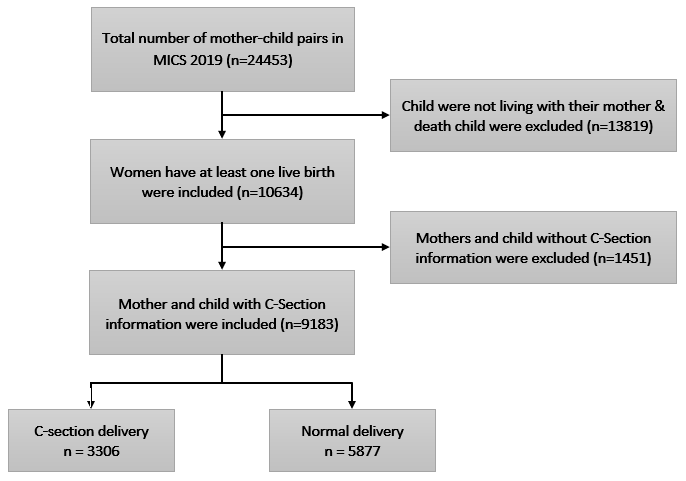 Total number of mother-child pairs in
MICS 2019 (n=24453)
Child were not living with their mother &
death child were excluded (n=13819)
Women have at least one live birth
were included (n=10634)
Mothers and child without C-Section
information were excluded (n=1451)
Mother and child with C-Section
information were included (n=9183)
C-section delivery
n = 3306
Normal delivery
n = 5877